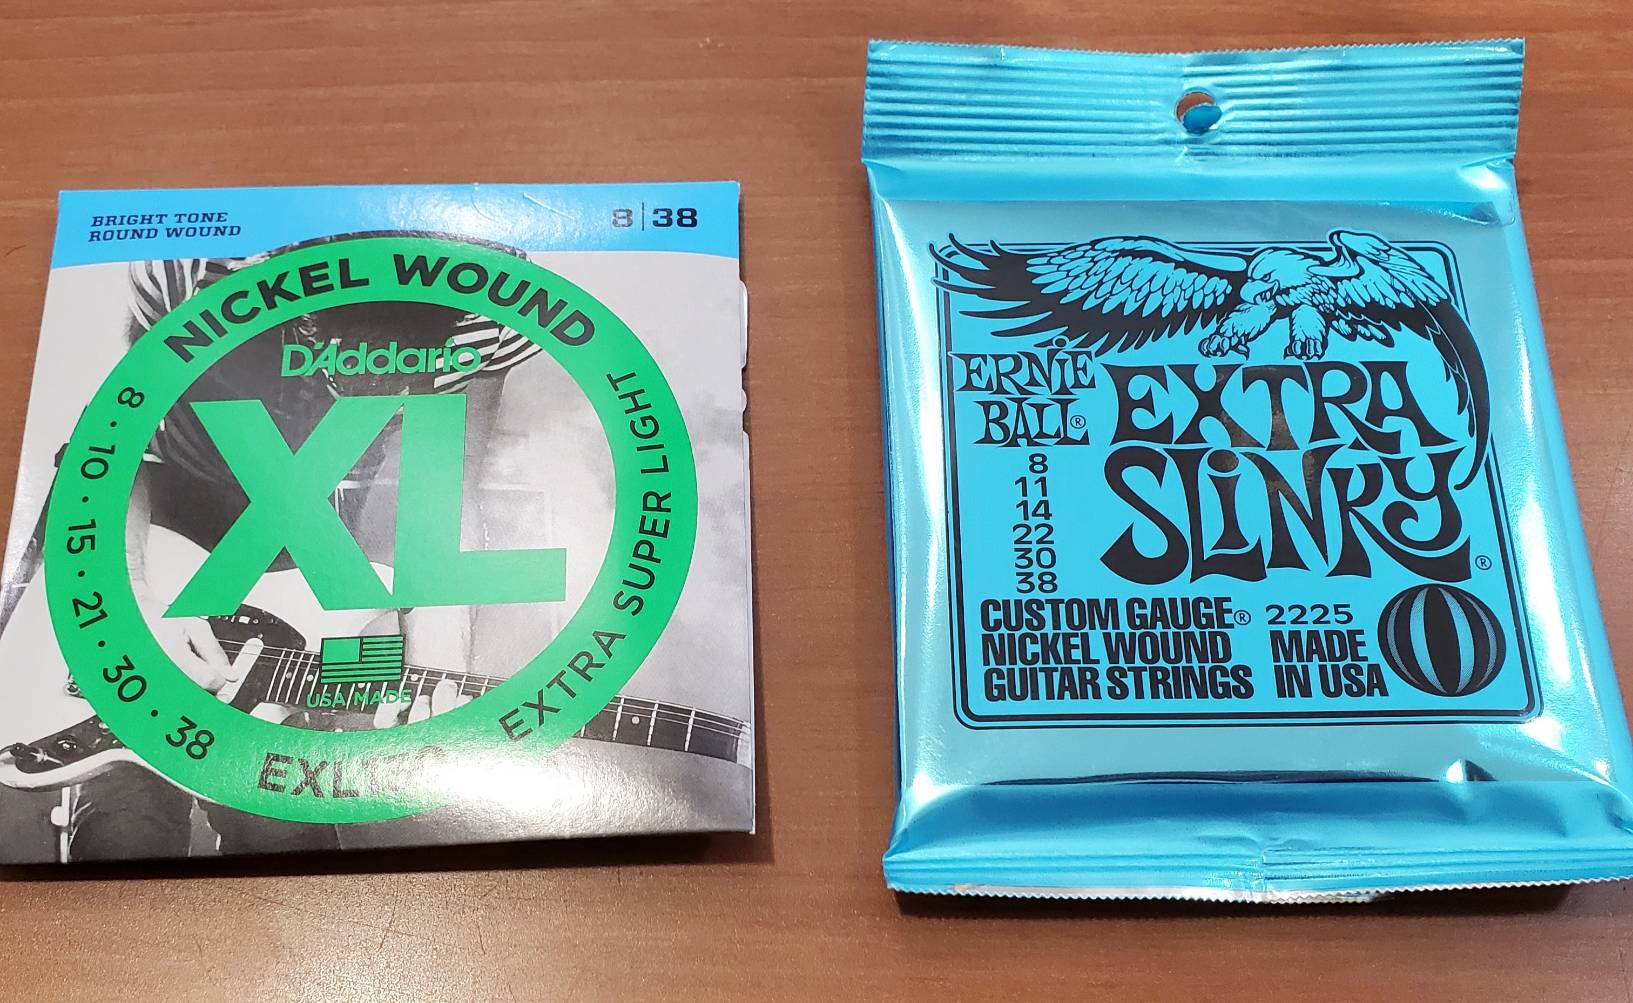 BRIGHT TONE
ROUND WOUND
8|38
NICKEL WOUND
D'Addario
XL
8 · 10 · 15 · 21 · 30 · 38
EXTRA SUPER LIGHT
USA MADE
ERNIE
BALL®
EXTRA
SLINKY®
8
11
14
22
30
38
CUSTOM GAUGE® 2225
NICKEL WOUND MADE
GUITAR STRINGS IN USA